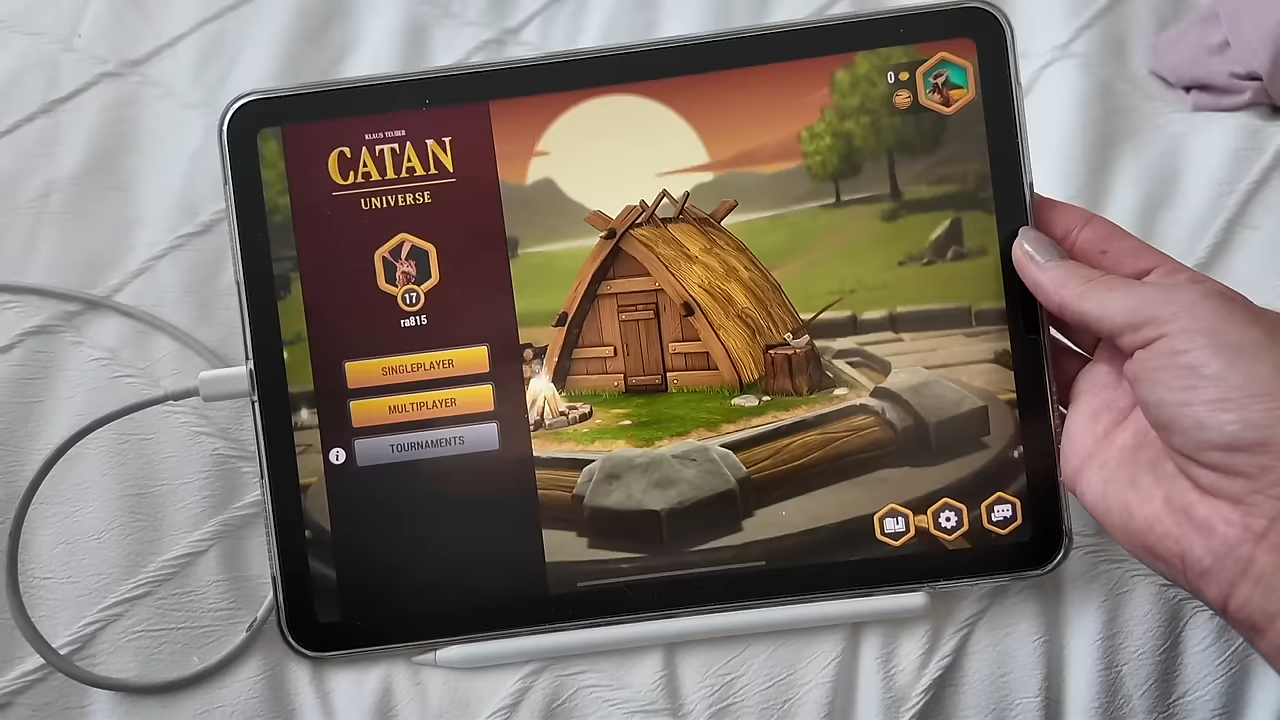 KLAUS TEUBER
CATAN
UNIVERSE
17
ra815
SINGLEPLAYER
MULTIPLAYER
i
TOURNAMENTS
0